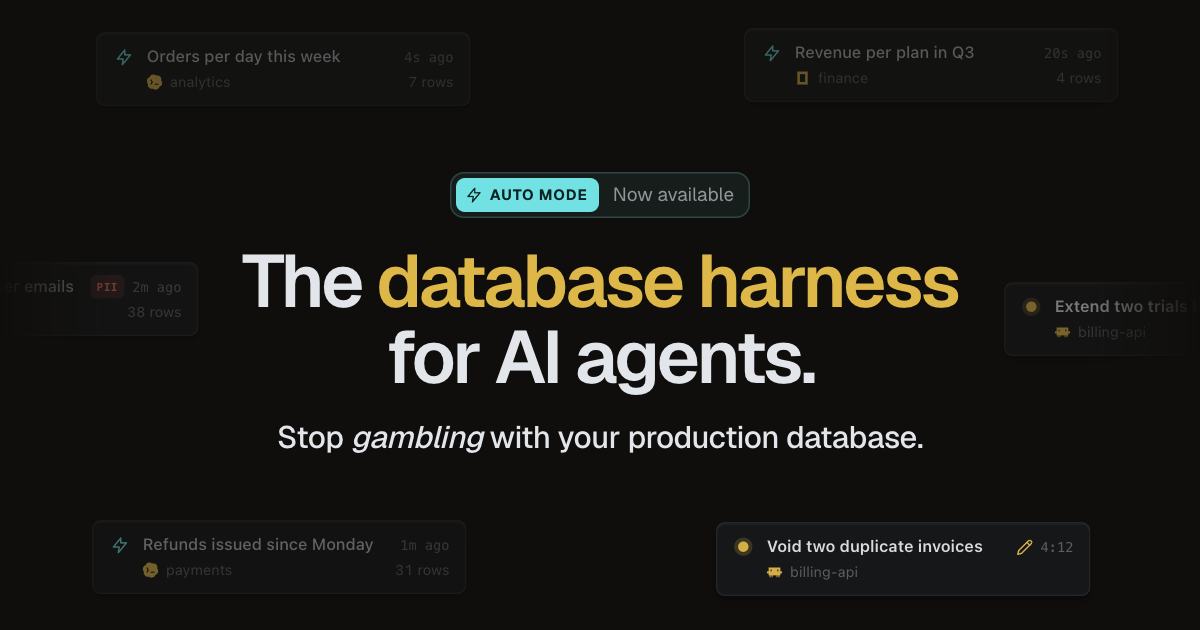 Orders per day this week 4s ago
analytics 7 rows
Revenue per plan in Q3 20s ago
finance 4 rows
AUTO MODE Now available
The database harness
for AI agents.
Stop gambling with your production database.
er emails PII 2m ago
38 rows
Extend two trials
billing-api
Refunds issued since Monday 1m ago
payments 31 rows
Void two duplicate invoices 4:12
billing-api